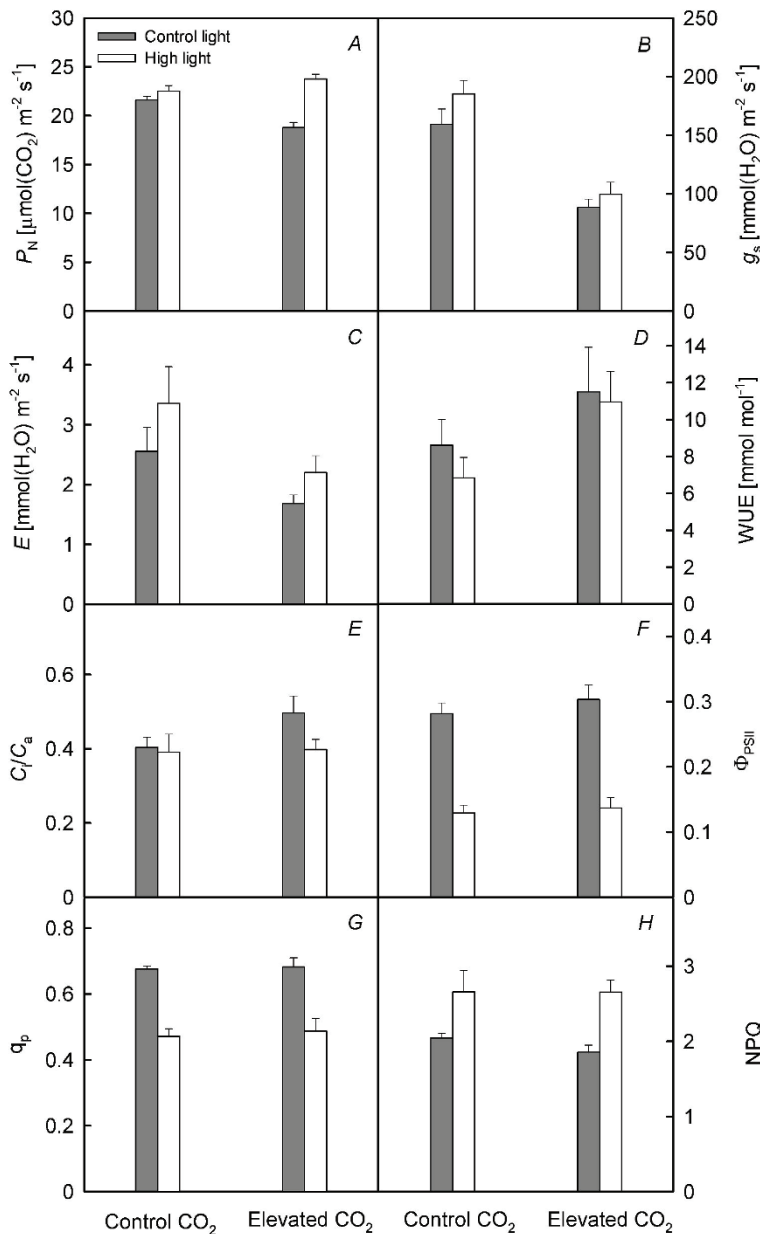 30
25
20
15
10
5
0
P_N [μmol(CO₂) m⁻² s⁻¹]
Control light
High light
A
B
250
200
150
100
50
0
g_s [mmol(H₂O) m⁻² s⁻¹]
4
3
2
1
0
E [mmol(H₂O) m⁻² s⁻¹]
C
D
14
12
10
8
6
4
2
0
WUE [mmol mol⁻¹]
0.6
0.4
0.2
0
C_i/C_a
E
F
0.4
0.3
0.2
0.1
0
Φ_PSII
0.8
0.6
0.4
0.2
0
q_p
G
H
3
2
1
0
NPQ
Control CO₂
Elevated CO₂
Control CO₂
Elevated CO₂